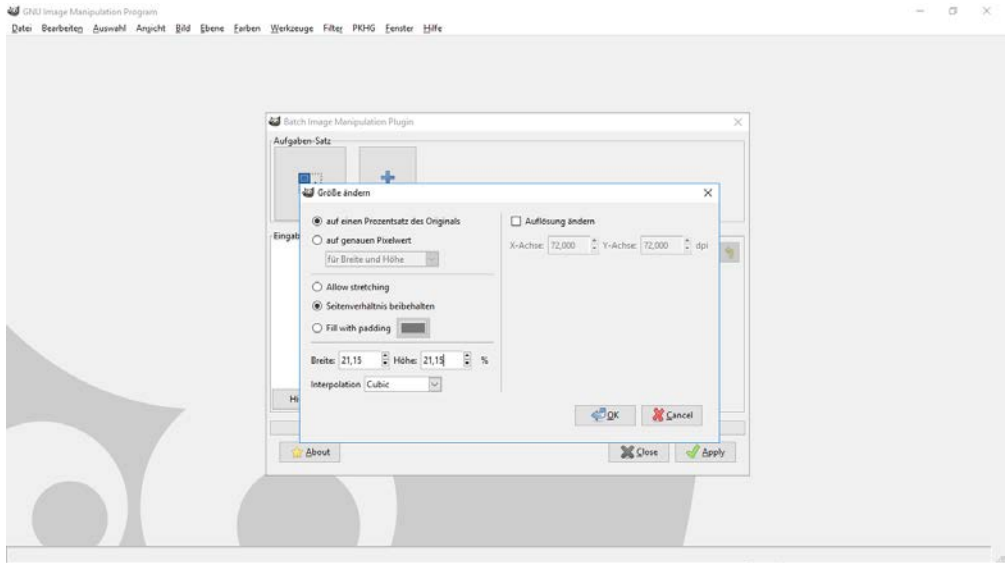 GNU Image Manipulation Program
Datei Bearbeiten Auswahl Ansicht Bild Ebene Farben Werkzeuge Filter PKHG Fenster Hilfe
Batch Image Manipulation Plugin
Aufgaben-Satz
Größe ändern
auf einen Prozentsatz des Originals
auf genauen Pixelwert
für Breite und Höhe
Allow stretching
Seitenverhältnis beibehalten
Fill with padding
Breite: 21,15 Höhe: 21,15 %
Interpolation Cubic
Auflösung ändern
X-Achse: 72,000 Y-Achse: 72,000 dpi
OK Cancel
Eingab
Hi
About Close Apply